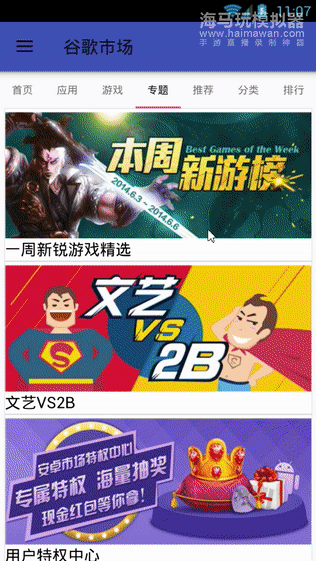 11:07
海马玩模拟器
www.haimawan.com
手游直播录制神器
谷歌市场
首页 应用 游戏 专题 推荐 分类 排行
本周
Best Games of the Week
新游榜
2014.6.3 - 2014.6.6
一周新锐游戏精选
文艺
VS
2B
S
文艺VS2B
安卓市场特权中心
专属特权 海量抽奖
现金红包等你拿!
用户特权中心